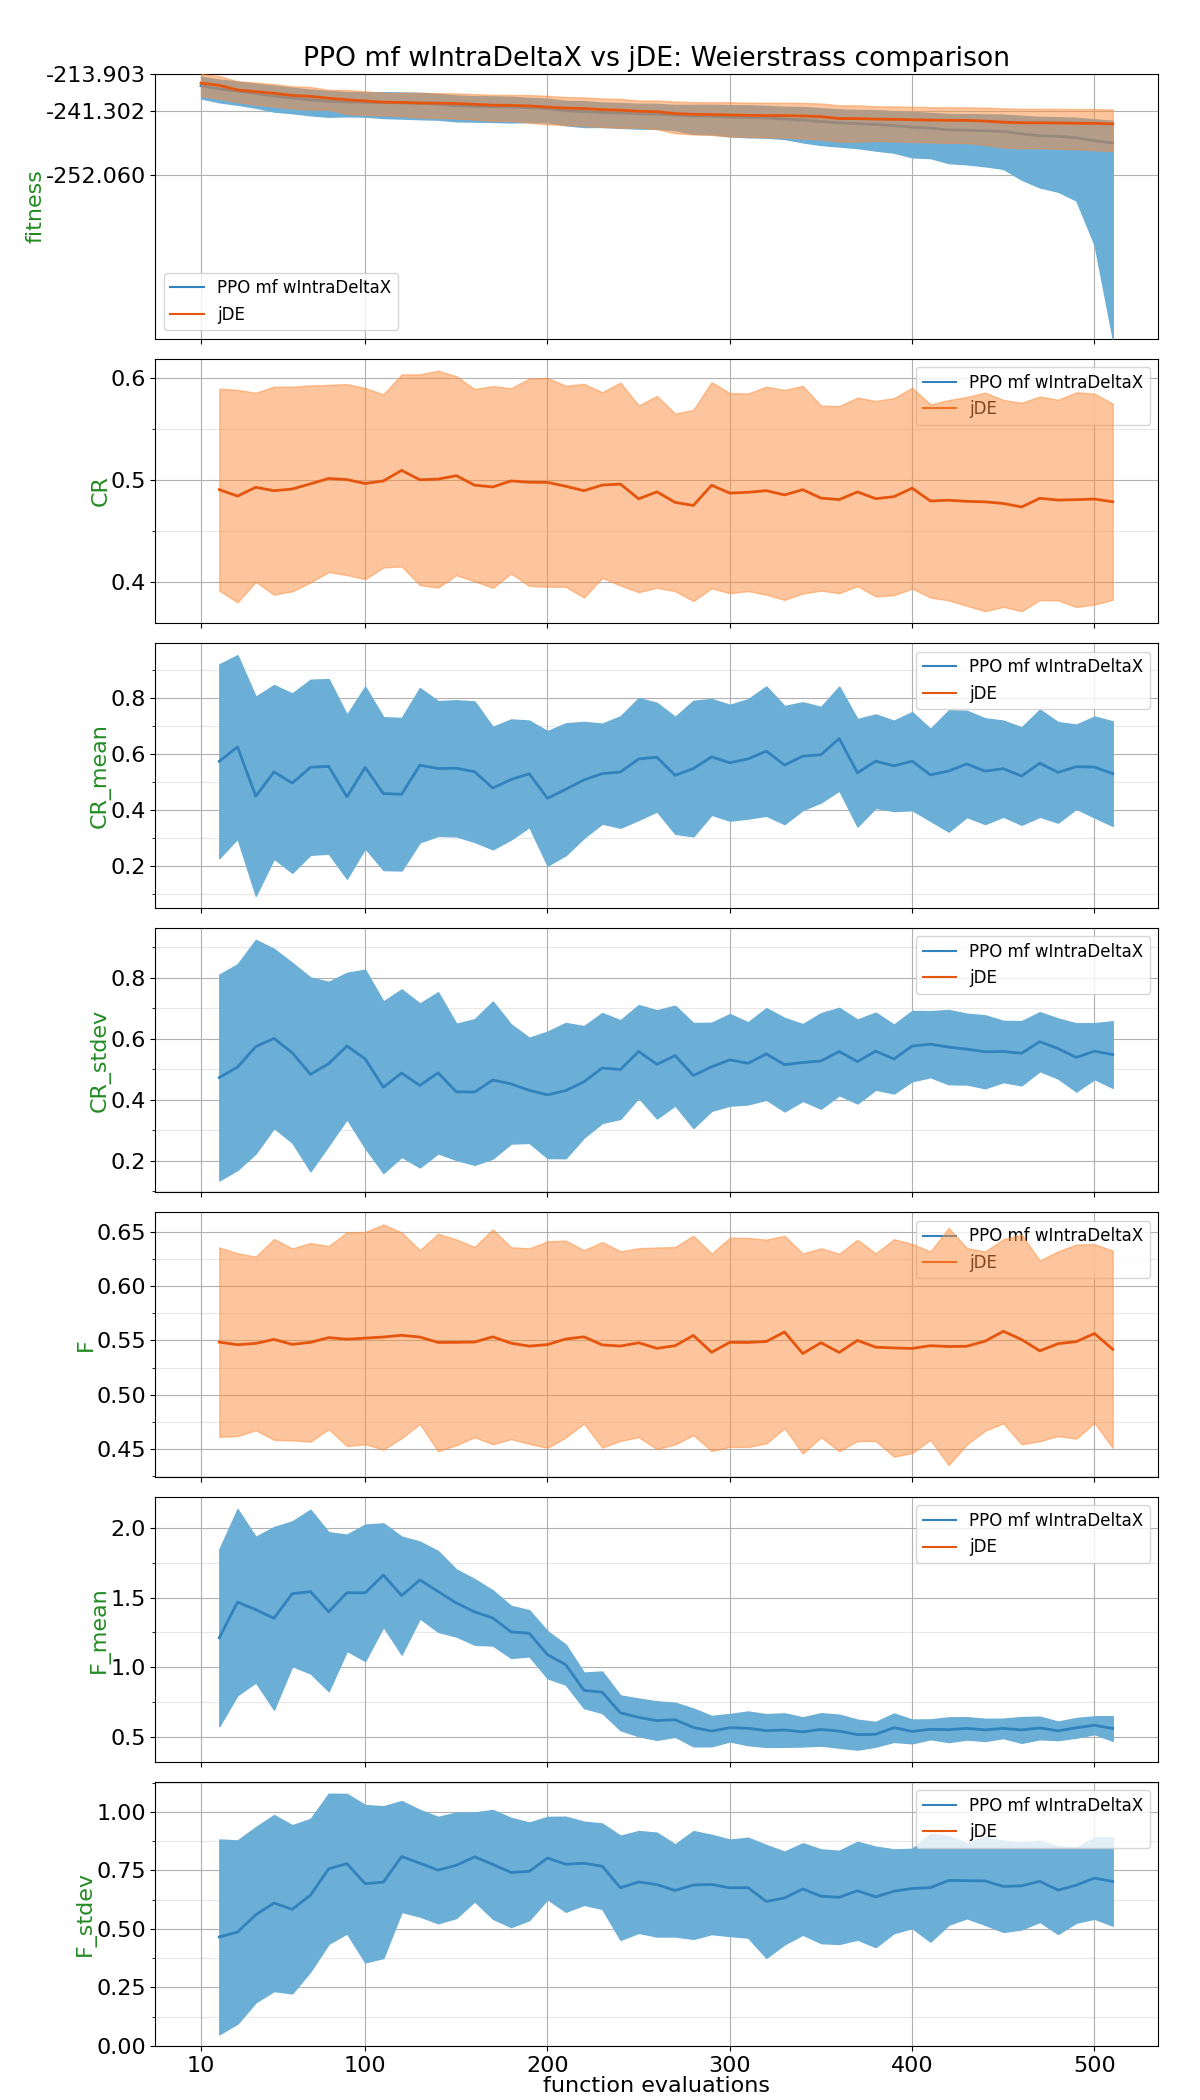 PPO mf wIntraDeltaX vs jDE: Weierstrass comparison
-213.903
-241.302
-252.060
fitness
PPO mf wIntraDeltaX
jDE
0.6
0.5
0.4
CR
PPO mf wIntraDeltaX
jDE
0.8
0.6
0.4
0.2
CR_mean
PPO mf wIntraDeltaX
jDE
0.8
0.6
0.4
0.2
CR_stdev
PPO mf wIntraDeltaX
jDE
0.65
0.60
0.55
0.50
0.45
F
PPO mf wIntraDeltaX
jDE
2.0
1.5
1.0
0.5
F_mean
PPO mf wIntraDeltaX
jDE
1.00
0.75
0.50
0.25
0.00
F_stdev
PPO mf wIntraDeltaX
jDE
10 100 200 300 400 500
function evaluations